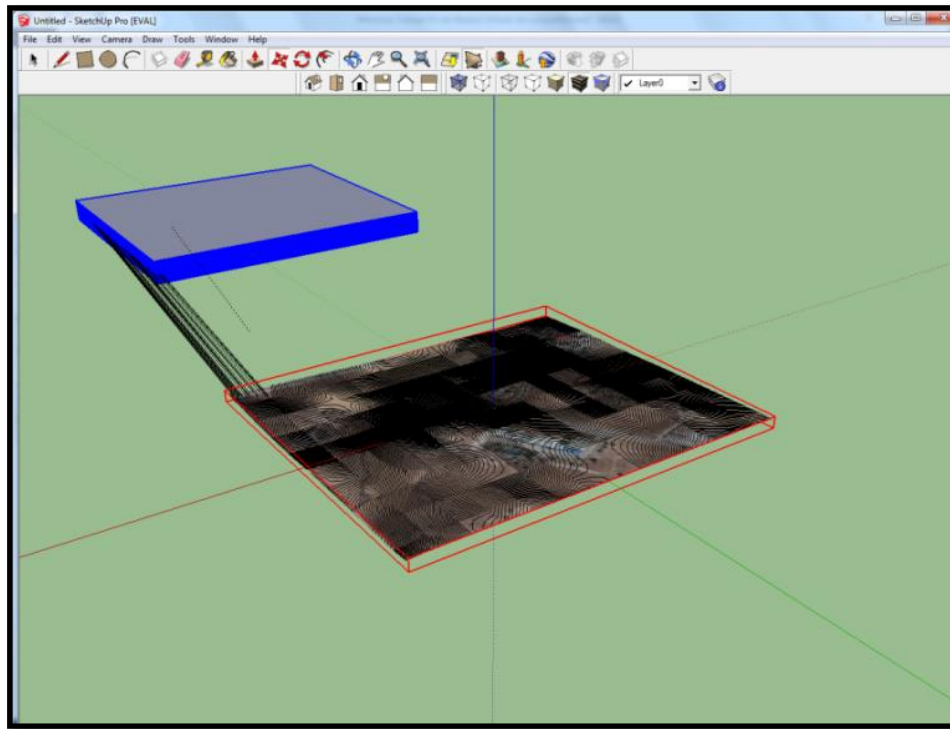 Untitled - SketchUp Pro [EVAL]
File Edit View Camera Draw Tools Window Help
Layer0